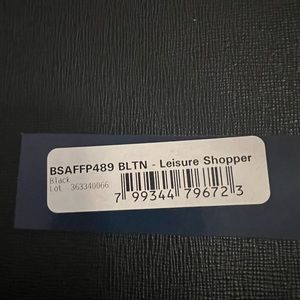 BSAFFP489 BLTN - Leisure Shopper
Black
Lot 363340066
7 99344 79672 3